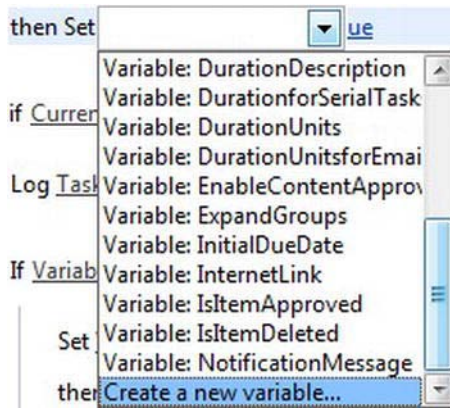 then Set ue
Variable: DurationDescription
Variable: DurationforSerialTask
if Curren
Variable: DurationUnits
Variable: DurationUnitsforEmai
Log Task
Variable: EnableContentApprov
Variable: ExpandGroups
Variable: InitialDueDate
If Variab
Variable: InternetLink
Variable: IsItemApproved
Set
Variable: IsItemDeleted
Variable: NotificationMessage
then
Create a new variable...